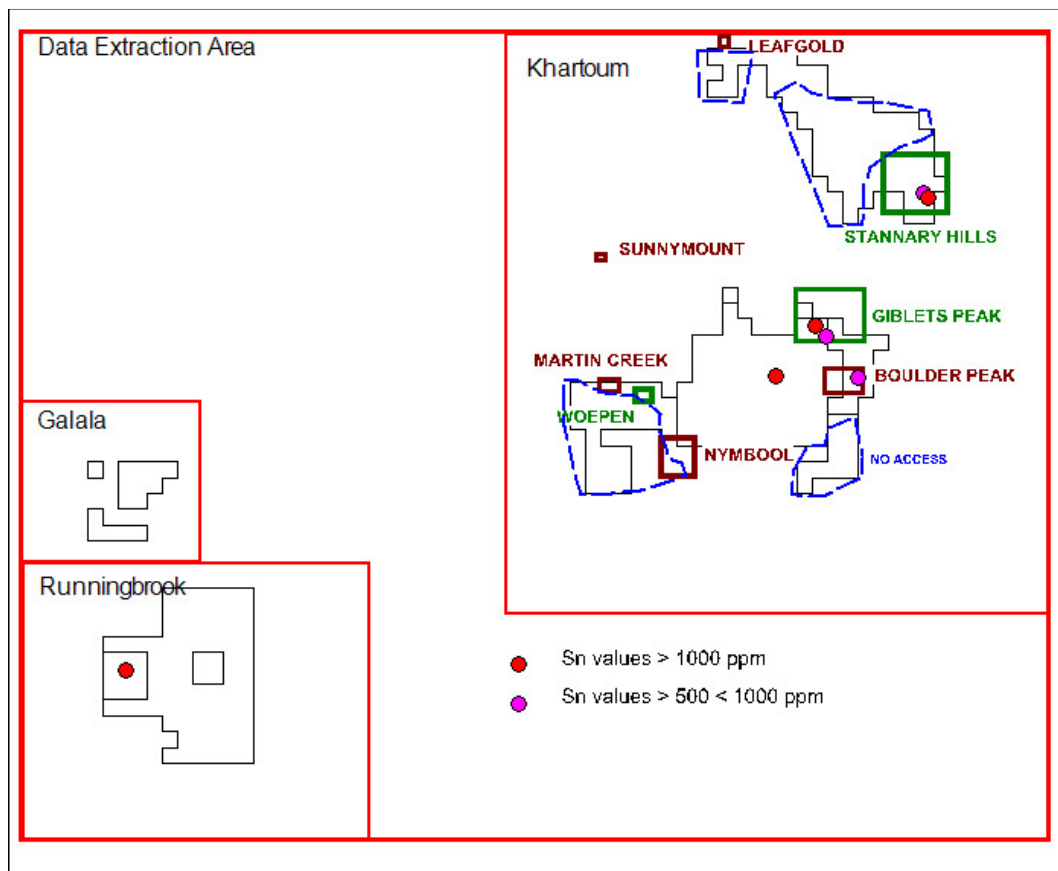 Data Extraction Area
Khartoum
LEAFGOLD
STANNARY HILLS
SUNNYMOUNT
GIBLETS PEAK
MARTIN CREEK
BOULDER PEAK
WOEPEN
NYMBOOL
NO ACCESS
Galala
Runningbrook
Sn values > 1000 ppm
Sn values > 500 < 1000 ppm